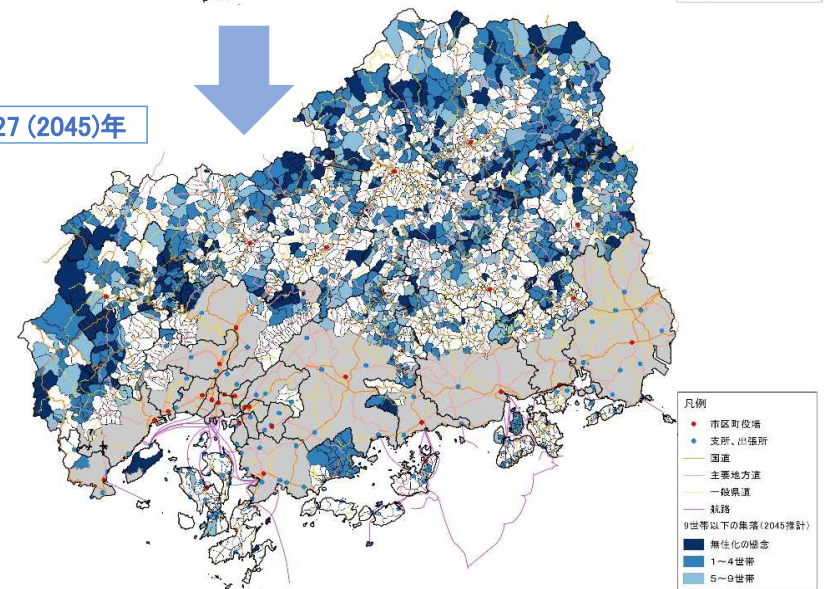 27 (2045)年
凡例
市区町役場
支所、出張所
国道
主要地方道
一般県道
航路
9世帯以下の集落(2045推計)
無住化の懸念
1～4世帯
5～9世帯